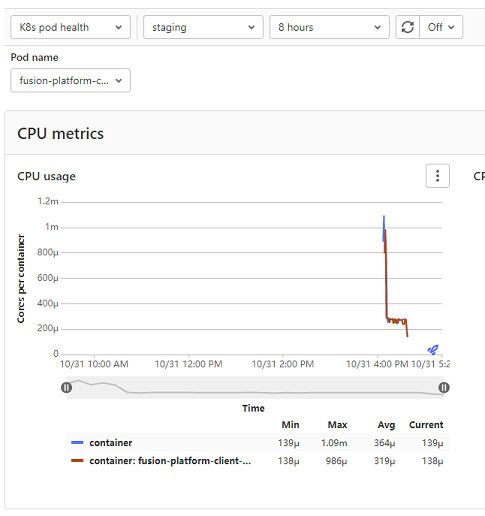 K8s pod health staging 8 hours Off
Pod name
fusion-platform-c...
CPU metrics
CPU usage CP
1.2m
1m
800µ
600µ
400µ
200µ
0
Cores per container
10/31 10:00 AM 10/31 12:00 PM 10/31 2:00 PM 10/31 4:00 PM 10/31 5:2
Time
Min Max Avg Current
container 139µ 1.09m 364µ 139µ
container: fusion-platform-client-... 138µ 986µ 319µ 138µ